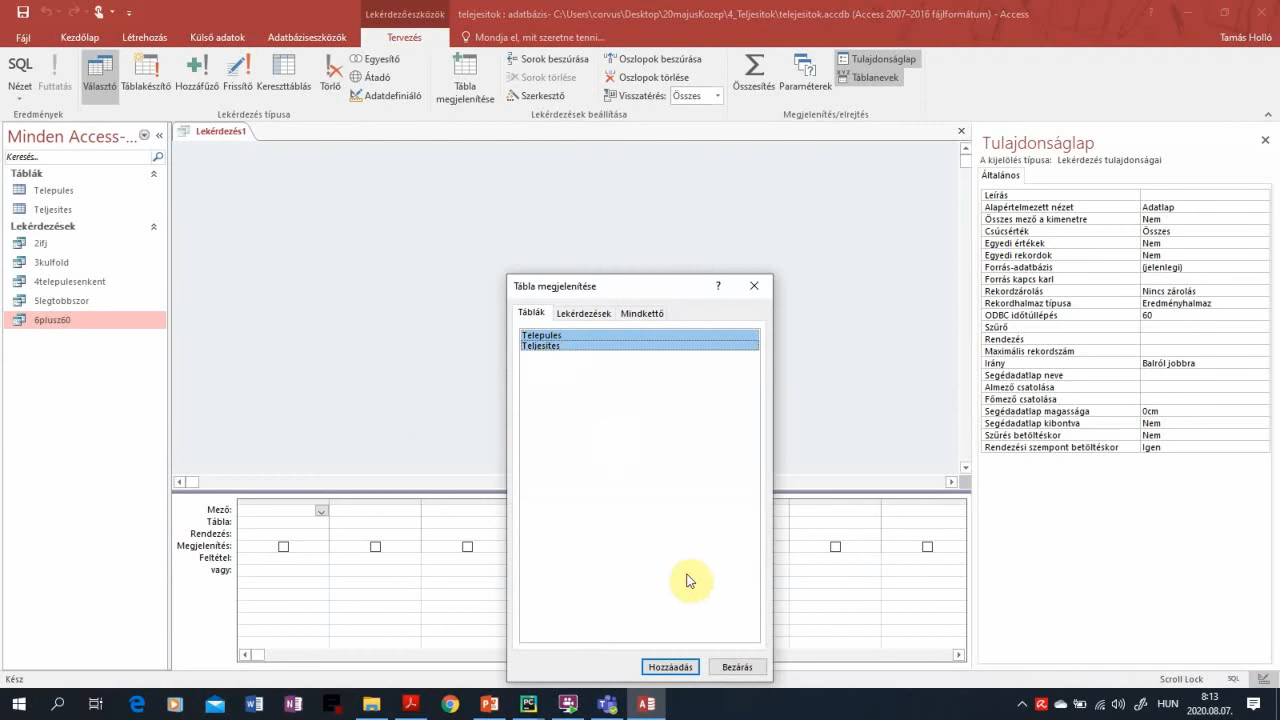 Lekérdezőeszközök
telejesitok : adatbázis- C:\Users\corvus\Desktop\20majusKozep\4_Teljesitok\telejesitok.accdb (Access 2007–2016 fájlformátum) - Access
Fájl Kezdőlap Létrehozás Külső adatok Adatbáziseszközök Tervezés Mondja el, mit szeretne tenni... Tamás Holló
SQL
Nézet Futtatás Választó Táblakészítő Hozzáfűző Frissítő Kereszttáblás Törlő
Egyesítő
Átadó
Adatdefiniáló
Tábla megjelenítése
Sorok beszúrása
Sorok törlése
Szerkesztő
Oszlopok beszúrása
Oszlopok törlése
Visszatérés: Összes
Összesítés Paraméterek
Tulajdonságlap
Táblanevek
Eredmények Lekérdezés típusa Lekérdezések beállítása Megjelenítés/elrejtés
Minden Access-...
Keresés...
Táblák
Telepules
Teljesites
Lekérdezések
2ifj
3kulfold
4telepulesenkent
5legtobbszor
6plusz60
Lekérdezés1
Mező:
Tábla:
Rendezés:
Megjelenítés:
Feltétel:
vagy:
Tábla megjelenítése ?
Táblák Lekérdezések Mindkettő
Telepules
Teljesites
Hozzáadás Bezárás
Tulajdonságlap
A kijelölés típusa: Lekérdezés tulajdonságai
Általános
Leírás
Alapértelmezett nézet Adatlap
Összes mező a kimenetre Nem
Csúcsérték Összes
Egyedi értékek Nem
Egyedi rekordok Nem
Forrás-adatbázis (jelenlegi)
Forrás kapcs karl
Rekordzárolás Nincs zárolás
Rekordhalmaz típusa Eredményhalmaz
ODBC időtúllépés 60
Szűrő
Rendezés
Maximális rekordszám
Irány Balról jobbra
Segédadatlap neve
Almező csatolása
Főmező csatolása
Segédadatlap magassága 0cm
Segédadatlap kibontva Nem
Szűrés betöltéskor Nem
Rendezési szempont betöltéskor Igen
Kész Scroll Lock SQL
HUN
8:13
2020.08.07.